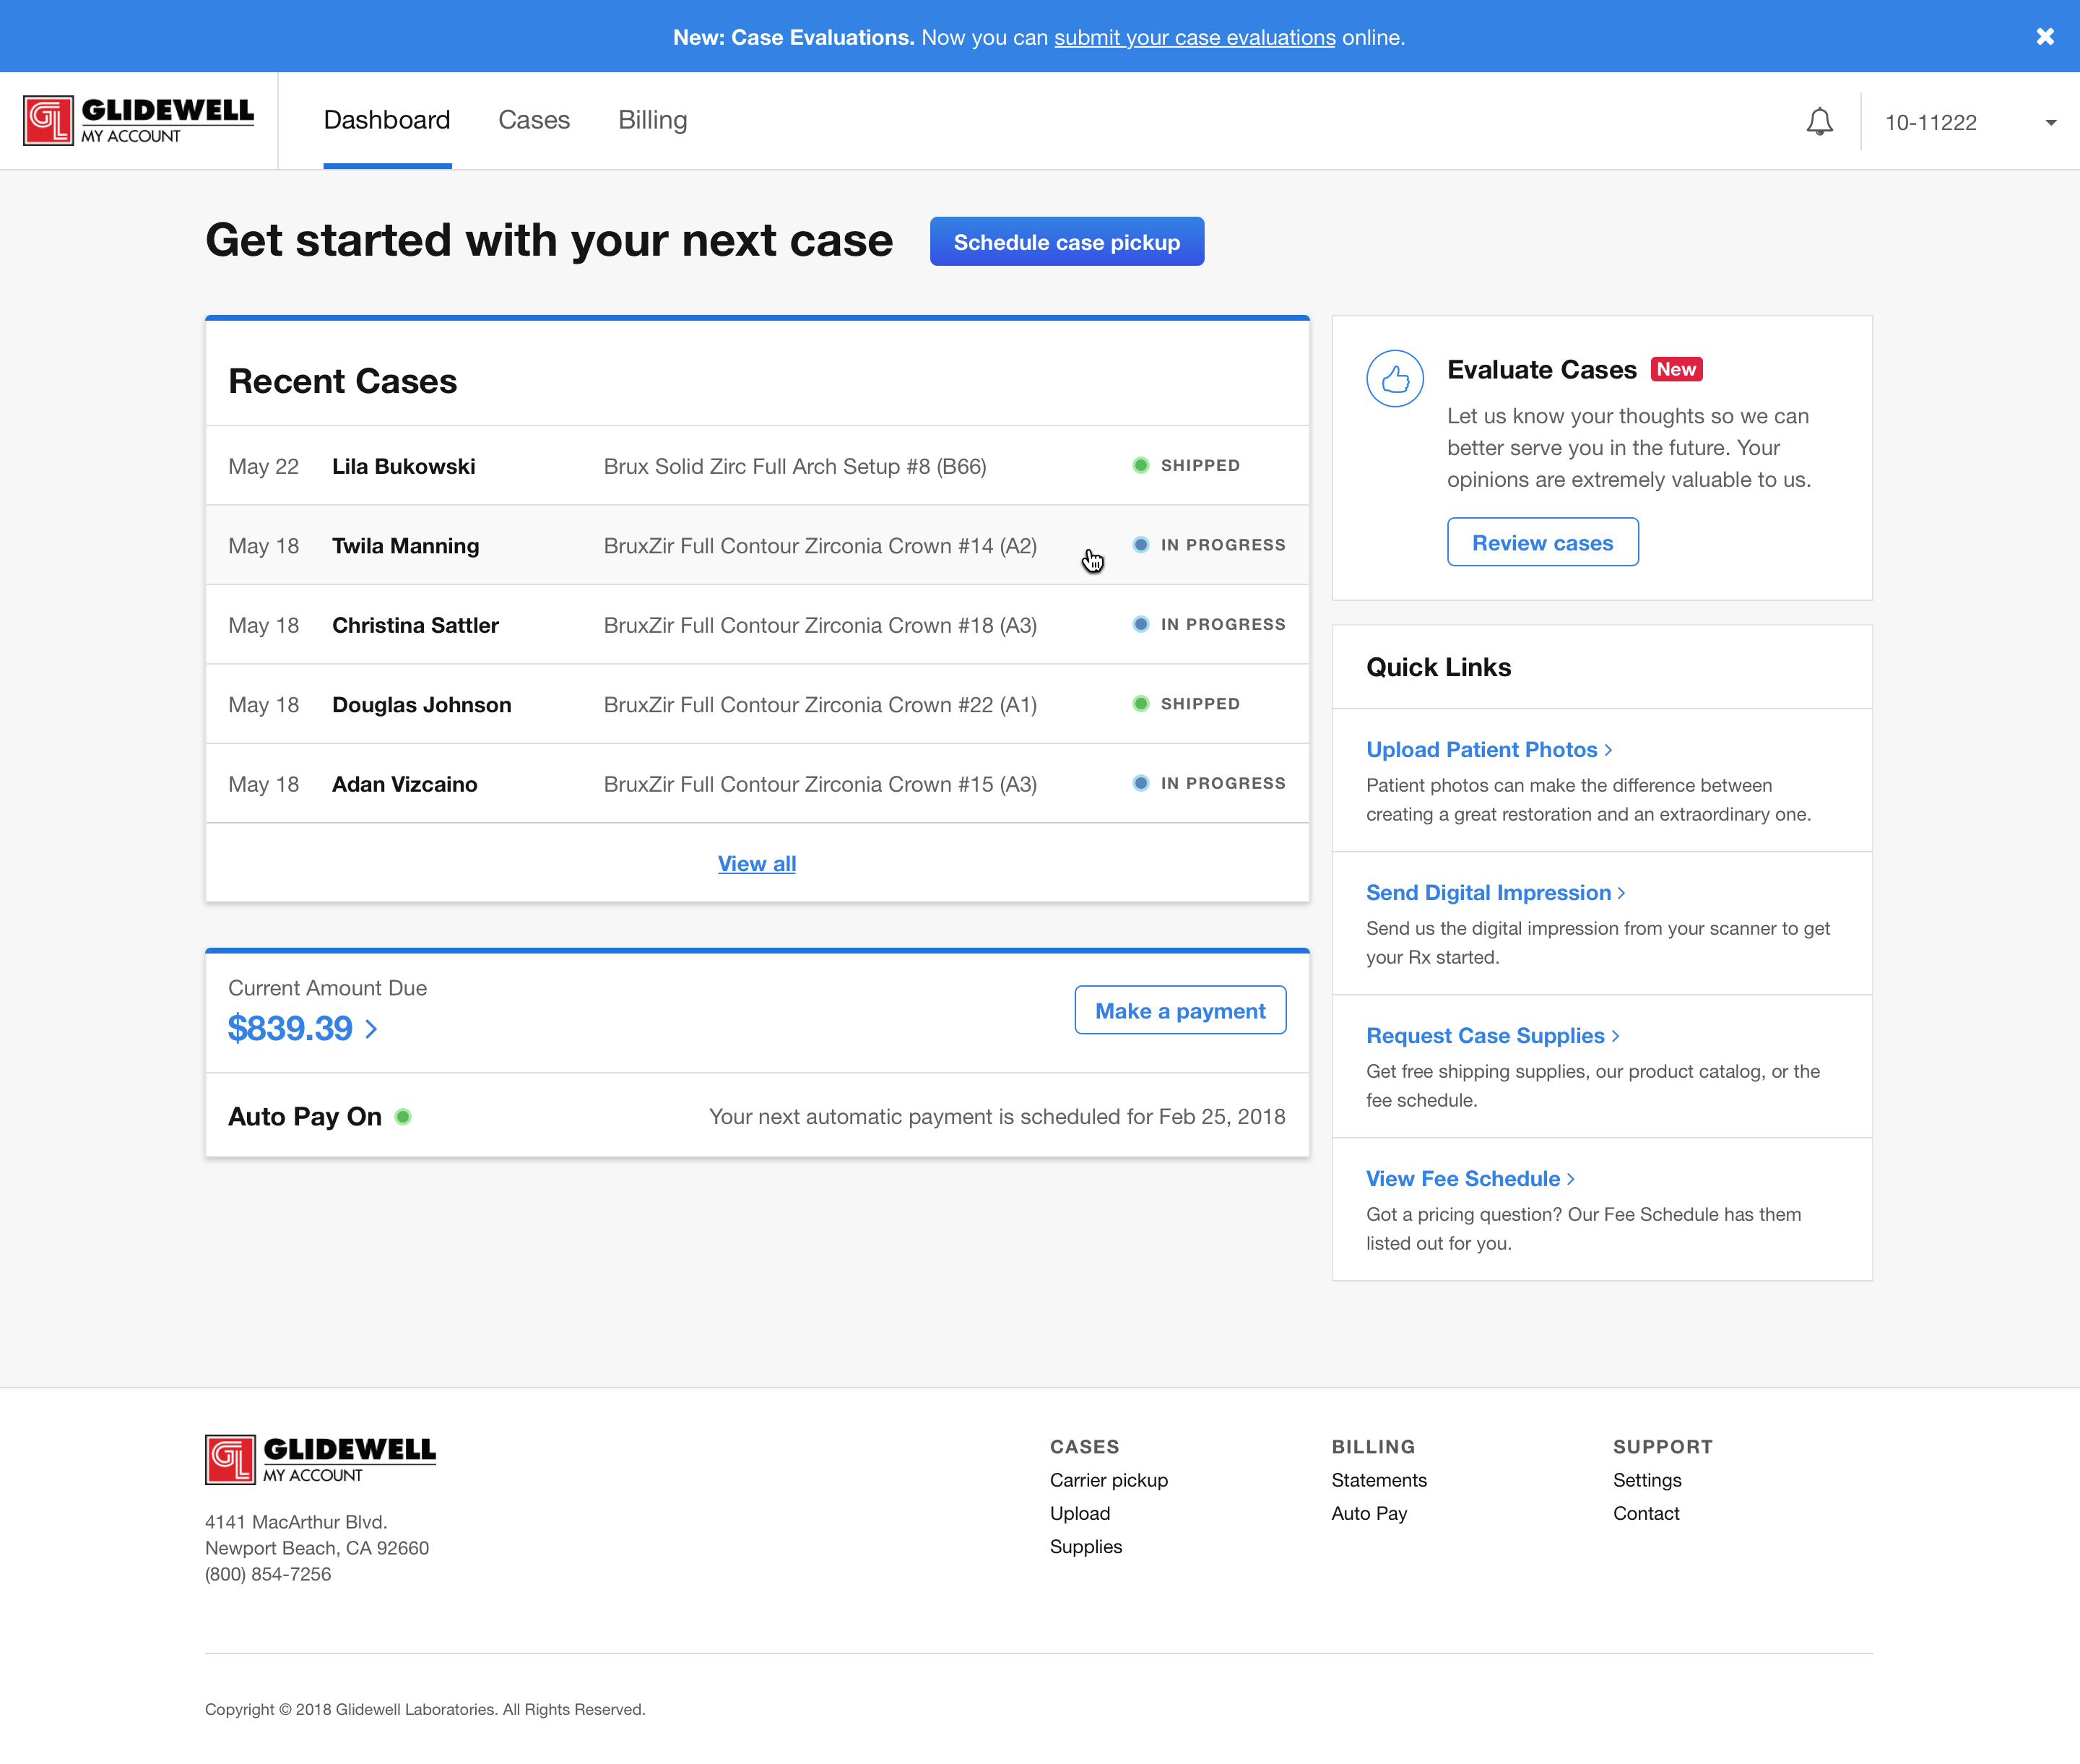 New: Case Evaluations. Now you can submit your case evaluations online.
GLIDEWELL
MY ACCOUNT
Dashboard
Cases
Billing
10-11222
Get started with your next case
Schedule case pickup
Recent Cases
May 22 Lila Bukowski Brux Solid Zirc Full Arch Setup #8 (B66) SHIPPED
May 18 Twila Manning BruxZir Full Contour Zirconia Crown #14 (A2) IN PROGRESS
May 18 Christina Sattler BruxZir Full Contour Zirconia Crown #18 (A3) IN PROGRESS
May 18 Douglas Johnson BruxZir Full Contour Zirconia Crown #22 (A1) SHIPPED
May 18 Adan Vizcaino BruxZir Full Contour Zirconia Crown #15 (A3) IN PROGRESS
View all
Current Amount Due
$839.39
Make a payment
Auto Pay On
Your next automatic payment is scheduled for Feb 25, 2018
Evaluate Cases New
Let us know your thoughts so we can
better serve you in the future. Your
opinions are extremely valuable to us.
Review cases
Quick Links
Upload Patient Photos
Patient photos can make the difference between
creating a great restoration and an extraordinary one.
Send Digital Impression
Send us the digital impression from your scanner to get
your Rx started.
Request Case Supplies
Get free shipping supplies, our product catalog, or the
fee schedule.
View Fee Schedule
Got a pricing question? Our Fee Schedule has them
listed out for you.
GL
GLIDEWELL
MY ACCOUNT
4141 MacArthur Blvd.
Newport Beach, CA 92660
(800) 854-7256
CASES
Carrier pickup
Upload
Supplies
BILLING
Statements
Auto Pay
SUPPORT
Settings
Contact
Copyright © 2018 Glidewell Laboratories. All Rights Reserved.